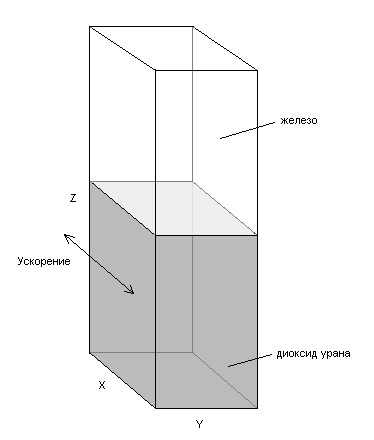 железо
Z
Ускорение
диоксид урана
X
Y